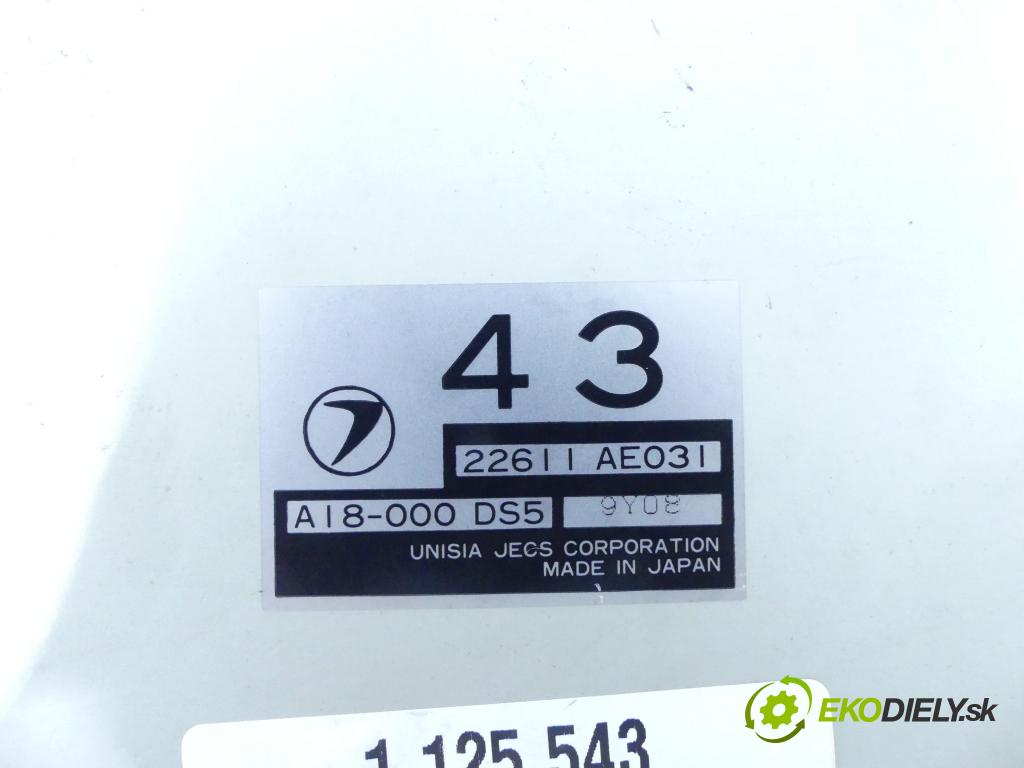 43
22611 AE031
A18-000 DS5 9Y08
UNISIA JECS CORPORATION
MADE IN JAPAN
1 125 543
EKODIELY.sk